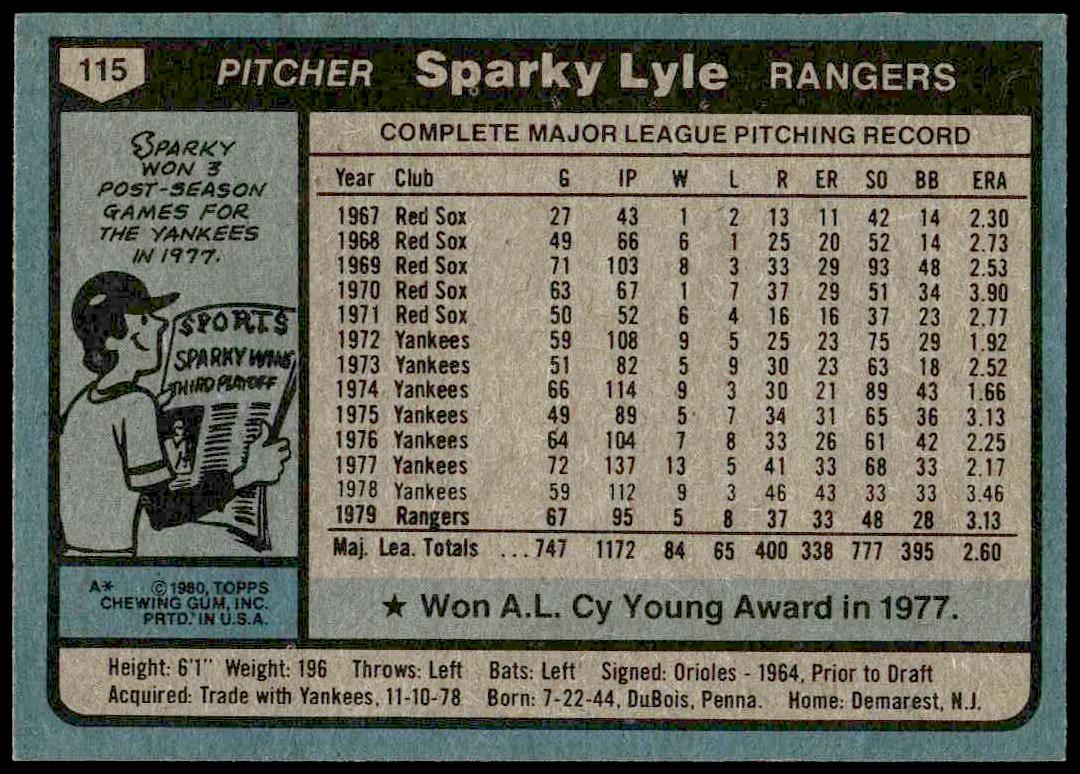 115 PITCHER Sparky Lyle RANGERS
SPARKY
WON 3
POST-SEASON
GAMES FOR
THE YANKEES
IN 1977.
SPORTS
SPARKY WINS
THIRD PLAYOFF
A* ©1980, TOPPS
CHEWING GUM, INC.
PRTD. IN U.S.A.
COMPLETE MAJOR LEAGUE PITCHING RECORD
Year Club G IP W L R ER SO BB ERA
1967 Red Sox 27 43 1 2 13 11 42 14 2.30
1968 Red Sox 49 66 6 1 25 20 52 14 2.73
1969 Red Sox 71 103 8 3 33 29 93 48 2.53
1970 Red Sox 63 67 1 7 37 29 51 34 3.90
1971 Red Sox 50 52 6 4 16 16 37 23 2.77
1972 Yankees 59 108 9 5 25 23 75 29 1.92
1973 Yankees 51 82 5 9 30 23 63 18 2.52
1974 Yankees 66 114 9 3 30 21 89 43 1.66
1975 Yankees 49 89 5 7 34 31 65 36 3.13
1976 Yankees 64 104 7 8 33 26 61 42 2.25
1977 Yankees 72 137 13 5 41 33 68 33 2.17
1978 Yankees 59 112 9 3 46 43 33 33 3.46
1979 Rangers 67 95 5 8 37 33 48 28 3.13
Maj. Lea. Totals ...747 1172 84 65 400 338 777 395 2.60
★ Won A.L. Cy Young Award in 1977.
Height: 6'1" Weight: 196 Throws: Left Bats: Left Signed: Orioles - 1964, Prior to Draft
Acquired: Trade with Yankees, 11-10-78 Born: 7-22-44, DuBois, Penna. Home: Demarest, N.J.